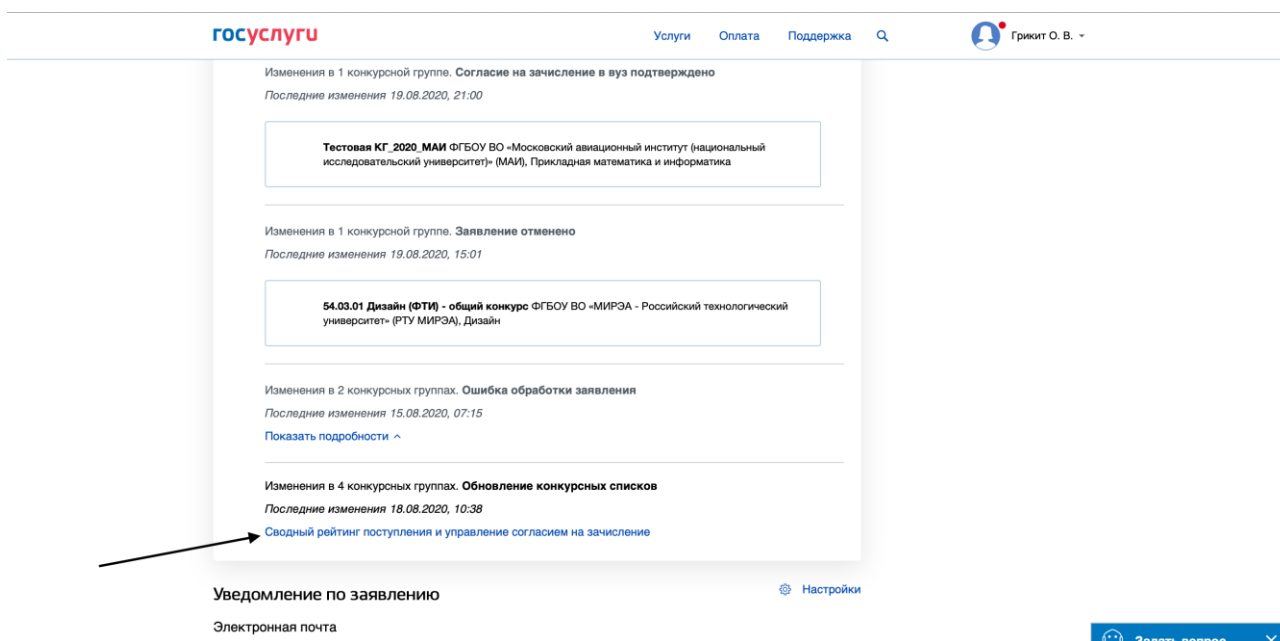 госуслуги
Услуги Оплата Поддержка
Грикит О. В.
Изменения в 1 конкурсной группе. Согласие на зачисление в вуз подтверждено
Последние изменения 19.08.2020, 21:00
Тестовая КГ_2020_МАИ ФГБОУ ВО «Московский авиационный институт (национальный
исследовательский университет)» (МАИ), Прикладная математика и информатика
Изменения в 1 конкурсной группе. Заявление отменено
Последние изменения 19.08.2020, 15:01
54.03.01 Дизайн (ФТИ) - общий конкурс ФГБОУ ВО «МИРЭА - Российский технологический
университет» (РТУ МИРЭА), Дизайн
Изменения в 2 конкурсных группах. Ошибка обработки заявления
Последние изменения 15.08.2020, 07:15
Показать подробности
Изменения в 4 конкурсных группах. Обновление конкурсных списков
Последние изменения 18.08.2020, 10:38
Сводный рейтинг поступления и управление согласием на зачисление
Уведомление по заявлению
Настройки
Электронная почта
Задать вопрос